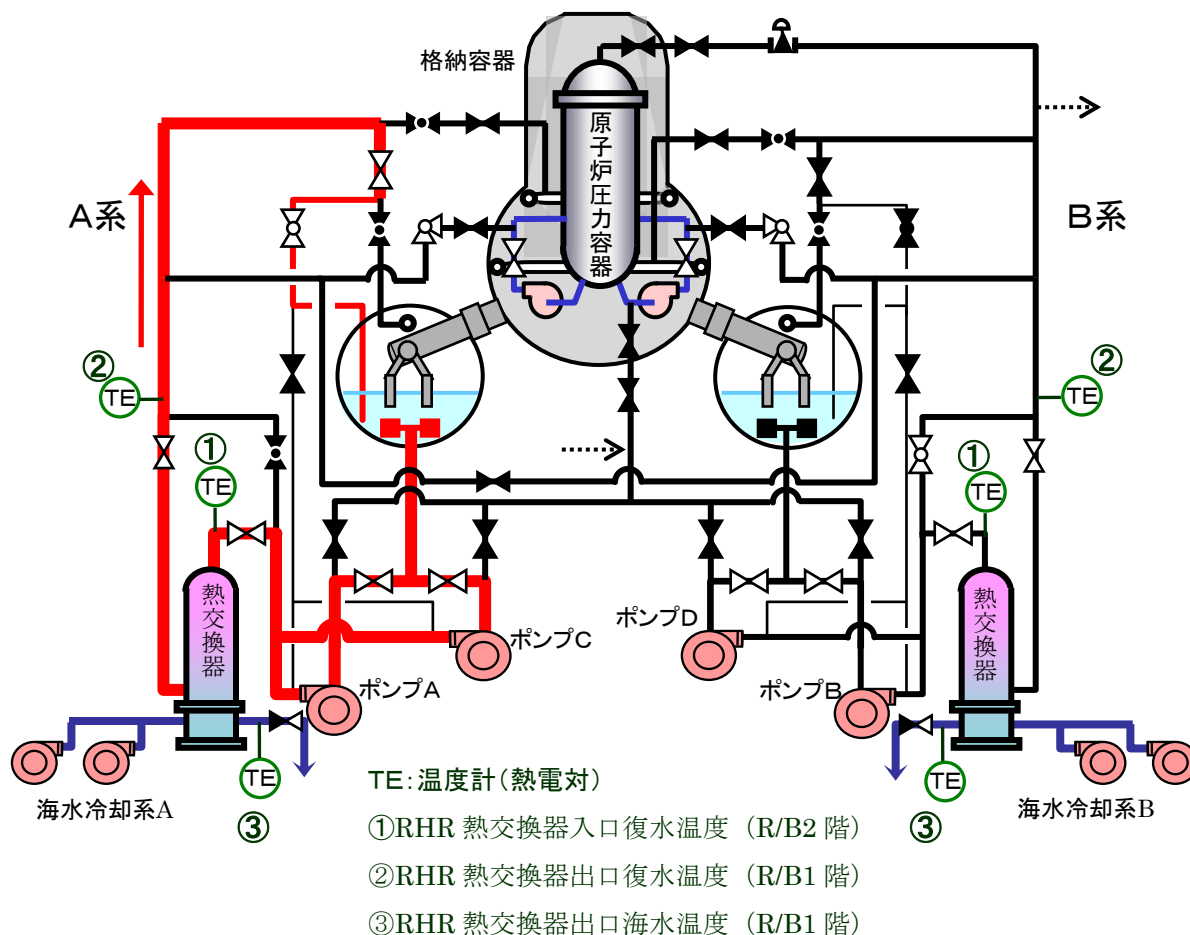 格納容器
原子炉圧力容器
A系
B系
②
TE
①
TE
②
TE
①
TE
熱交換器
熱交換器
ポンプC
ポンプD
ポンプA
ポンプB
TE
③
TE
③
海水冷却系A
海水冷却系B
TE:温度計(熱電対)
①RHR 熱交換器入口復水温度 (R/B2 階)
②RHR 熱交換器出口復水温度 (R/B1 階)
③RHR 熱交換器出口海水温度 (R/B1 階)